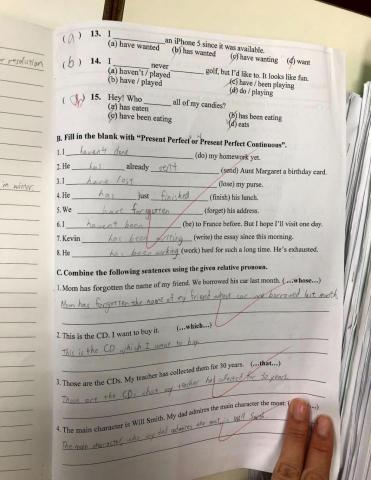 (a) 13. I ________ an iPhone 5 since it was available.
(a) have wanted (b) has wanted (c) have wanting (d) want
(b) 14. I ________ never ________ golf, but I'd like to. It looks like fun.
(a) haven't / played (c) have / been playing
(b) have / played (d) do / playing
15. Hey! Who ________ all of my candies?
(a) has eaten (b) has been eating
(c) have been eating (d) eats
B. Fill in the blank with "Present Perfect or Present Perfect Continuous".
1. I haven't done (do) my homework yet.
2. He has already sent (send) Aunt Margaret a birthday card.
3. I have lost (lose) my purse.
4. He has just finished (finish) his lunch.
5. We have forgotten (forget) his address.
6. I haven't been (be) to France before. But I hope I'll visit one day.
7. Kevin has been writing (write) the essay since this morning.
8. He has been working (work) hard for such a long time. He's exhausted.
C. Combine the following sentences using the given relative pronoun.
1. Mom has forgotten the name of my friend. We borrowed his car last month. (…whose…)
Mom has forgotten the name of my friend whose car we borrowed last month.
2. This is the CD. I want to buy it. (…which…)
This is the CD which I want to buy.
3. Those are the CDs. My teacher has collected them for 30 years. (…that…)
Those are the CDs my teacher has collected for 30 years.
4. The main character is Will Smith. My dad admires the main character the most. (
The main character who my dad admires the most is Will Smith
e resolution
in winter